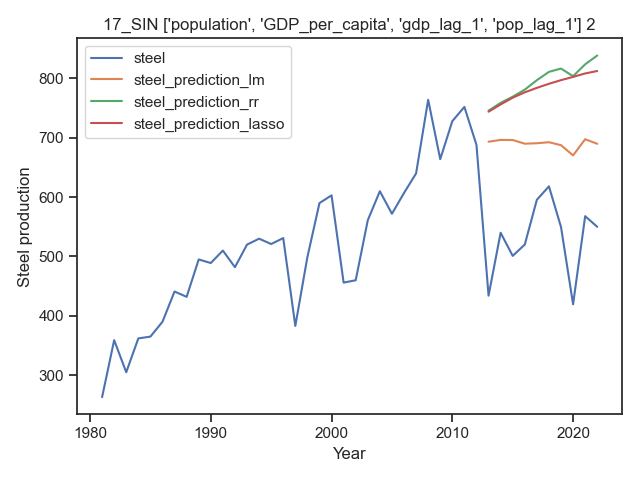 17_SIN ['population', 'GDP_per_capita', 'gdp_lag_1', 'pop_lag_1'] 2
steel
steel_prediction_lm
steel_prediction_rr
steel_prediction_lasso
Steel production
800
700
600
500
400
300
1980
1990
2000
2010
2020
Year